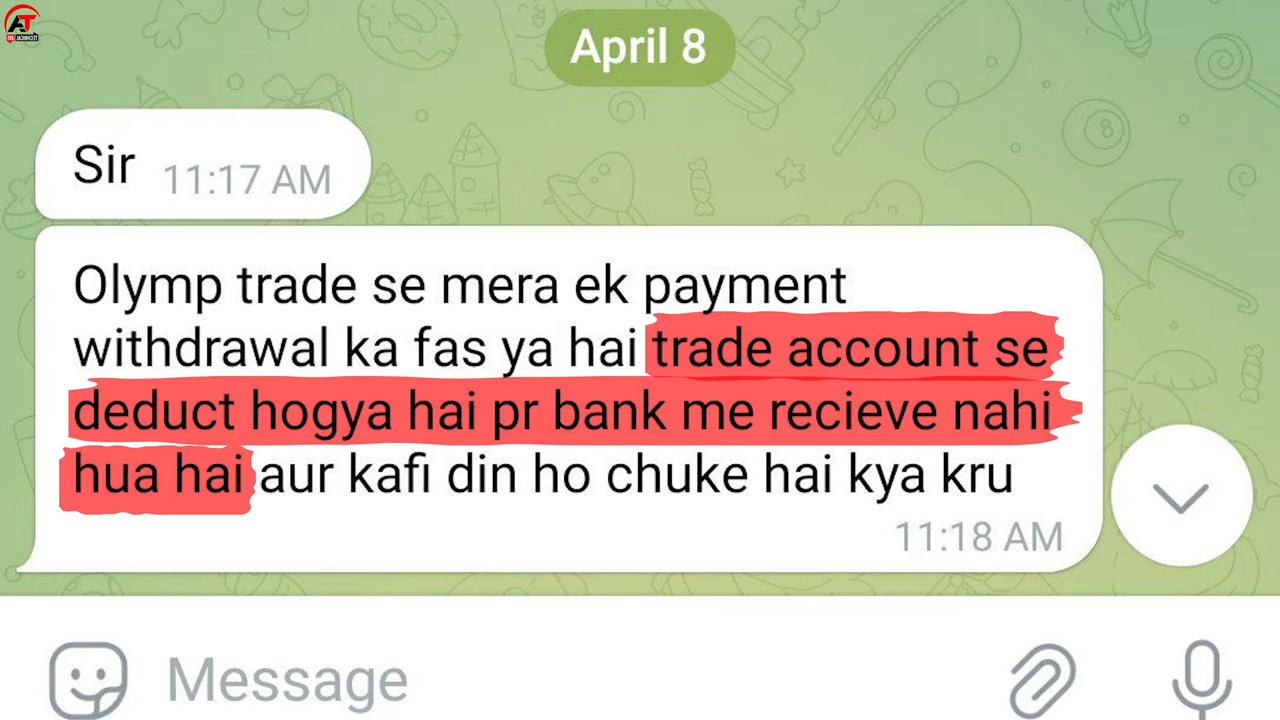 AT
April 8
Sir 11:17 AM
Olymp trade se mera ek payment
withdrawal ka fas ya hai trade account se
deduct hogya hai pr bank me recieve nahi
hua hai aur kafi din ho chuke hai kya kru
11:18 AM
Message